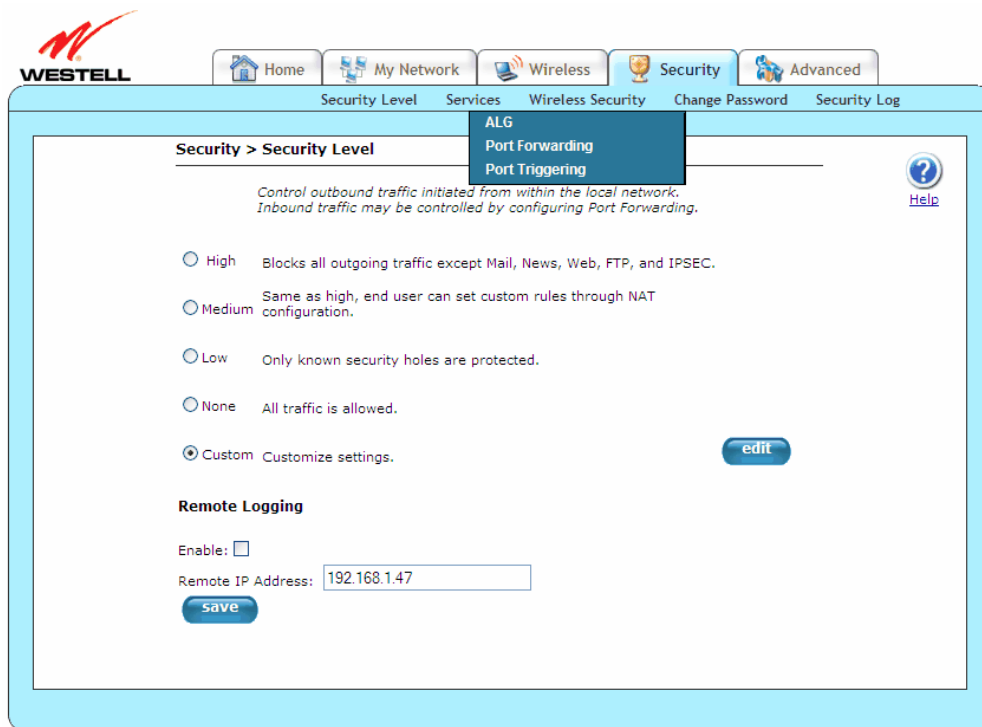 WESTELL
Home My Network Wireless Security Advanced
Security Level Services Wireless Security Change Password Security Log
ALG
Port Forwarding
Port Triggering
Security > Security Level
Control outbound traffic initiated from within the local network.
Inbound traffic may be controlled by configuring Port Forwarding.
Help
High Blocks all outgoing traffic except Mail, News, Web, FTP, and IPSEC.
Medium Same as high, end user can set custom rules through NAT
configuration.
Low Only known security holes are protected.
None All traffic is allowed.
Custom Customize settings. edit
Remote Logging
Enable:
Remote IP Address: 192.168.1.47
save